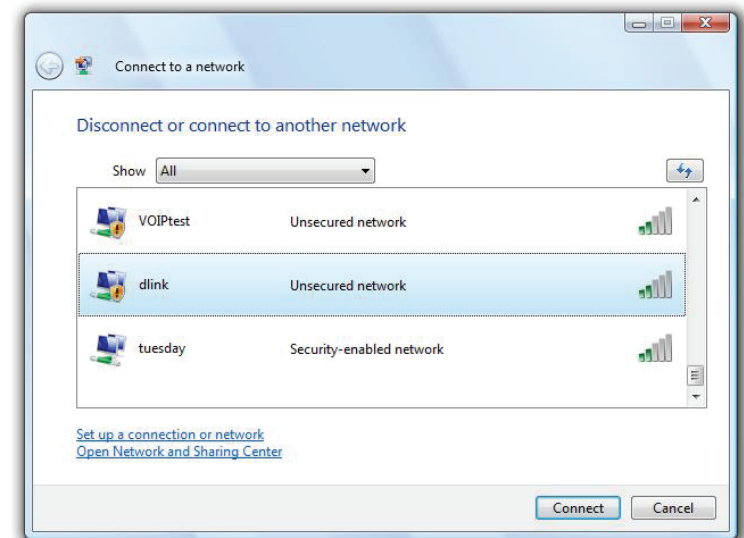 Connect to a network
Disconnect or connect to another network
Show All
VOIPtest Unsecured network
dlink Unsecured network
tuesday Security-enabled network
Set up a connection or network
Open Network and Sharing Center
Connect Cancel